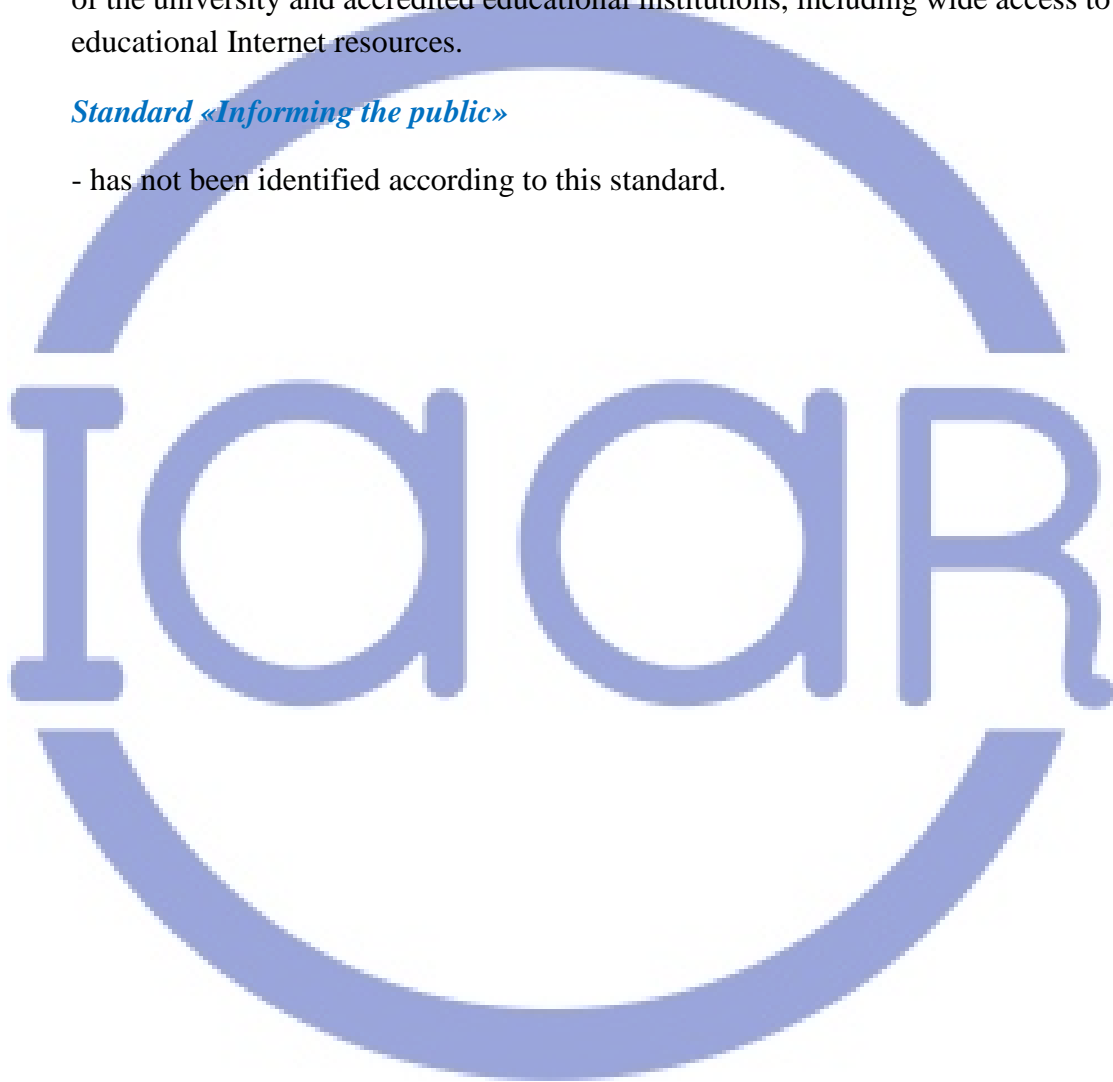 of the university and accredited educational institutions, including wide access to
educational Internet resources.
Standard «Informing the public»
- has not been identified according to this standard.
IaaR